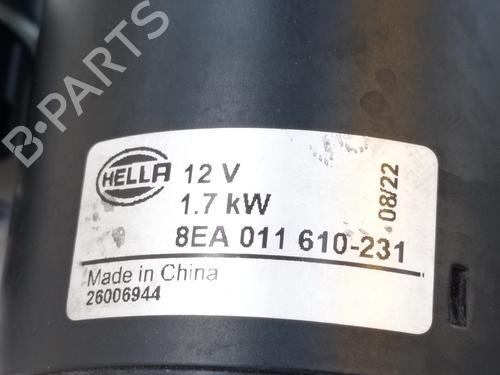 B-PARTS
HELLA
12 V
1.7 kW
8EA 011 610-231
08/22
Made in China
26006944